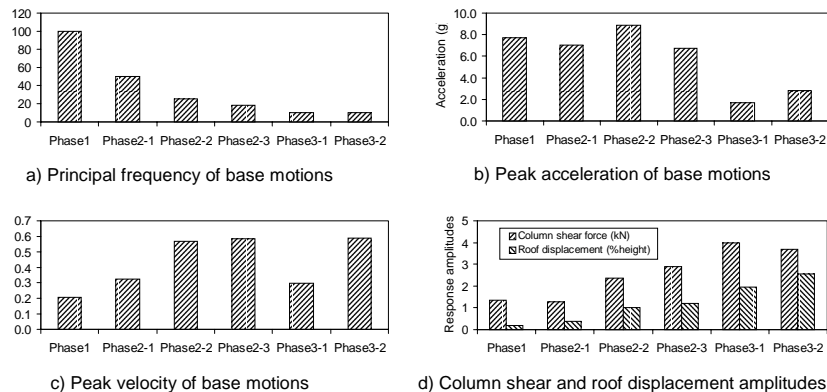 120
100
80
60
40
20
0
Phase1 Phase2-1 Phase2-2 Phase2-3 Phase3-1 Phase3-2
a) Principal frequency of base motions
Acceleration (g)
10.0
8.0
6.0
4.0
2.0
0.0
Phase1 Phase2-1 Phase2-2 Phase2-3 Phase3-1 Phase3-2
b) Peak acceleration of base motions
0.7
0.6
0.5
0.4
0.3
0.2
0.1
0.0
Phase1 Phase2-1 Phase2-2 Phase2-3 Phase3-1 Phase3-2
c) Peak velocity of base motions
Response amplitudes
5
4
3
2
1
0
Column shear force (kN)
Roof displacement (%height)
Phase1 Phase2-1 Phase2-2 Phase2-3 Phase3-1 Phase3-2
d) Column shear and roof displacement amplitudes